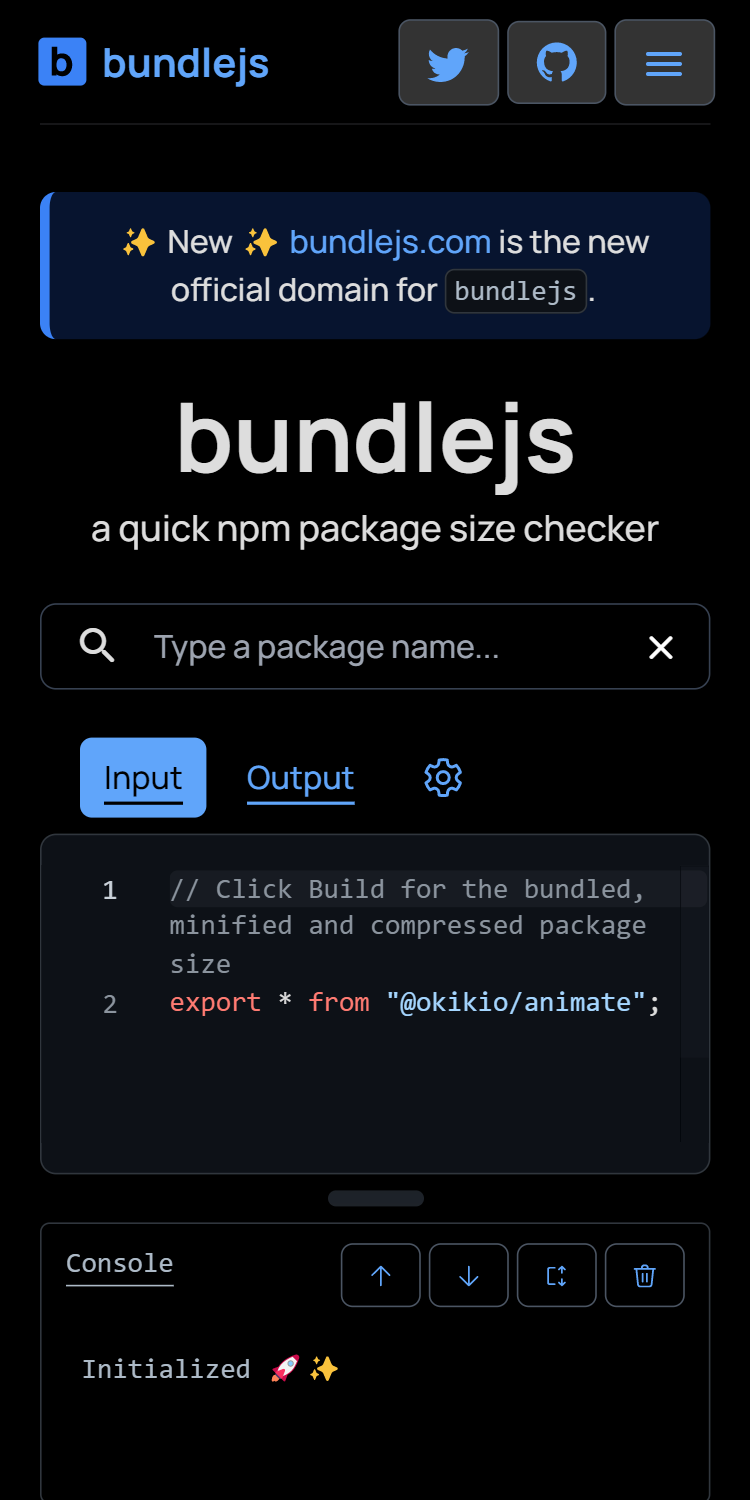 b bundlejs
✨ New ✨ bundlejs.com is the new
official domain for bundlejs.
bundlejs
a quick npm package size checker
Type a package name...
Input Output
1 // Click Build for the bundled,
minified and compressed package
size
2 export * from "@okikio/animate";
Console
Initialized 🚀✨